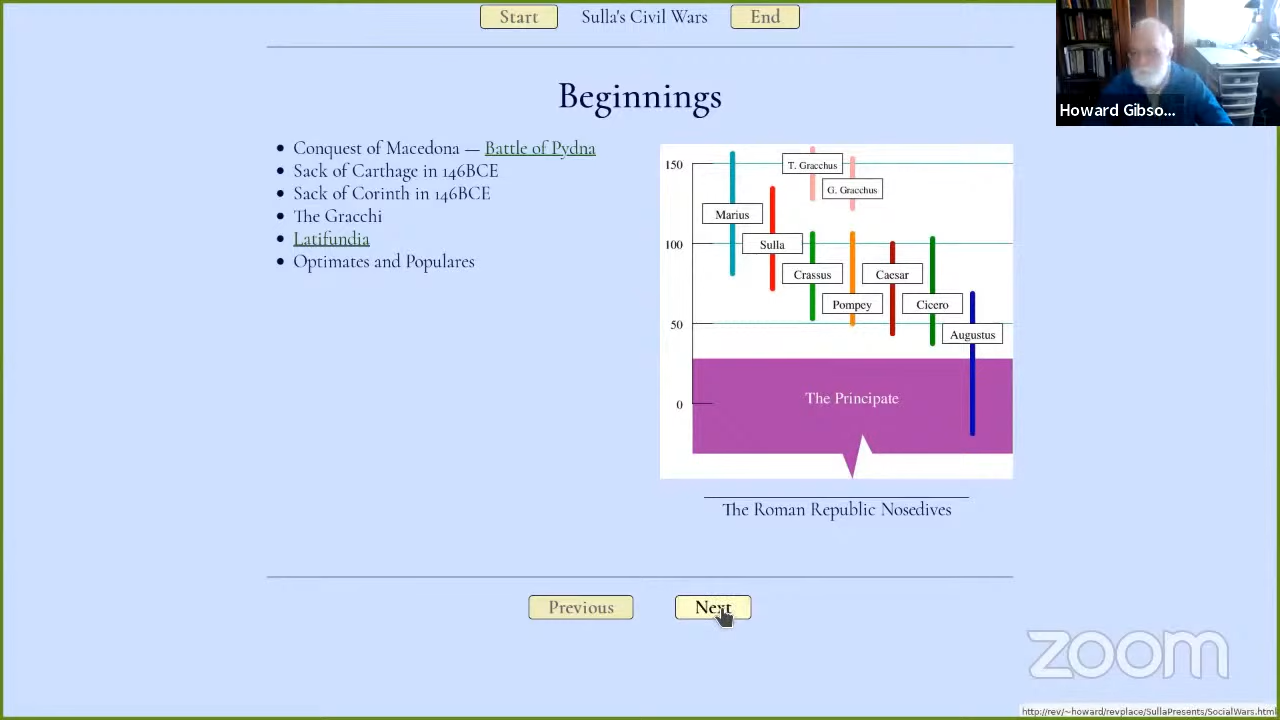 Start Sulla's Civil Wars End
Howard Gibso...
Beginnings
Conquest of Macedona — Battle of Pydna
Sack of Carthage in 146BCE
Sack of Corinth in 146BCE
The Gracchi
Latifundia
Optimates and Populares
150
T. Gracchus
G. Gracchus
Marius
100
Sulla
Crassus
Caesar
Pompey
Cicero
50
Augustus
The Principate
0
The Roman Republic Nosedives
Previous Next
zoom
http://rev/~howard/revplace/SullaPresents/SocialWars.html